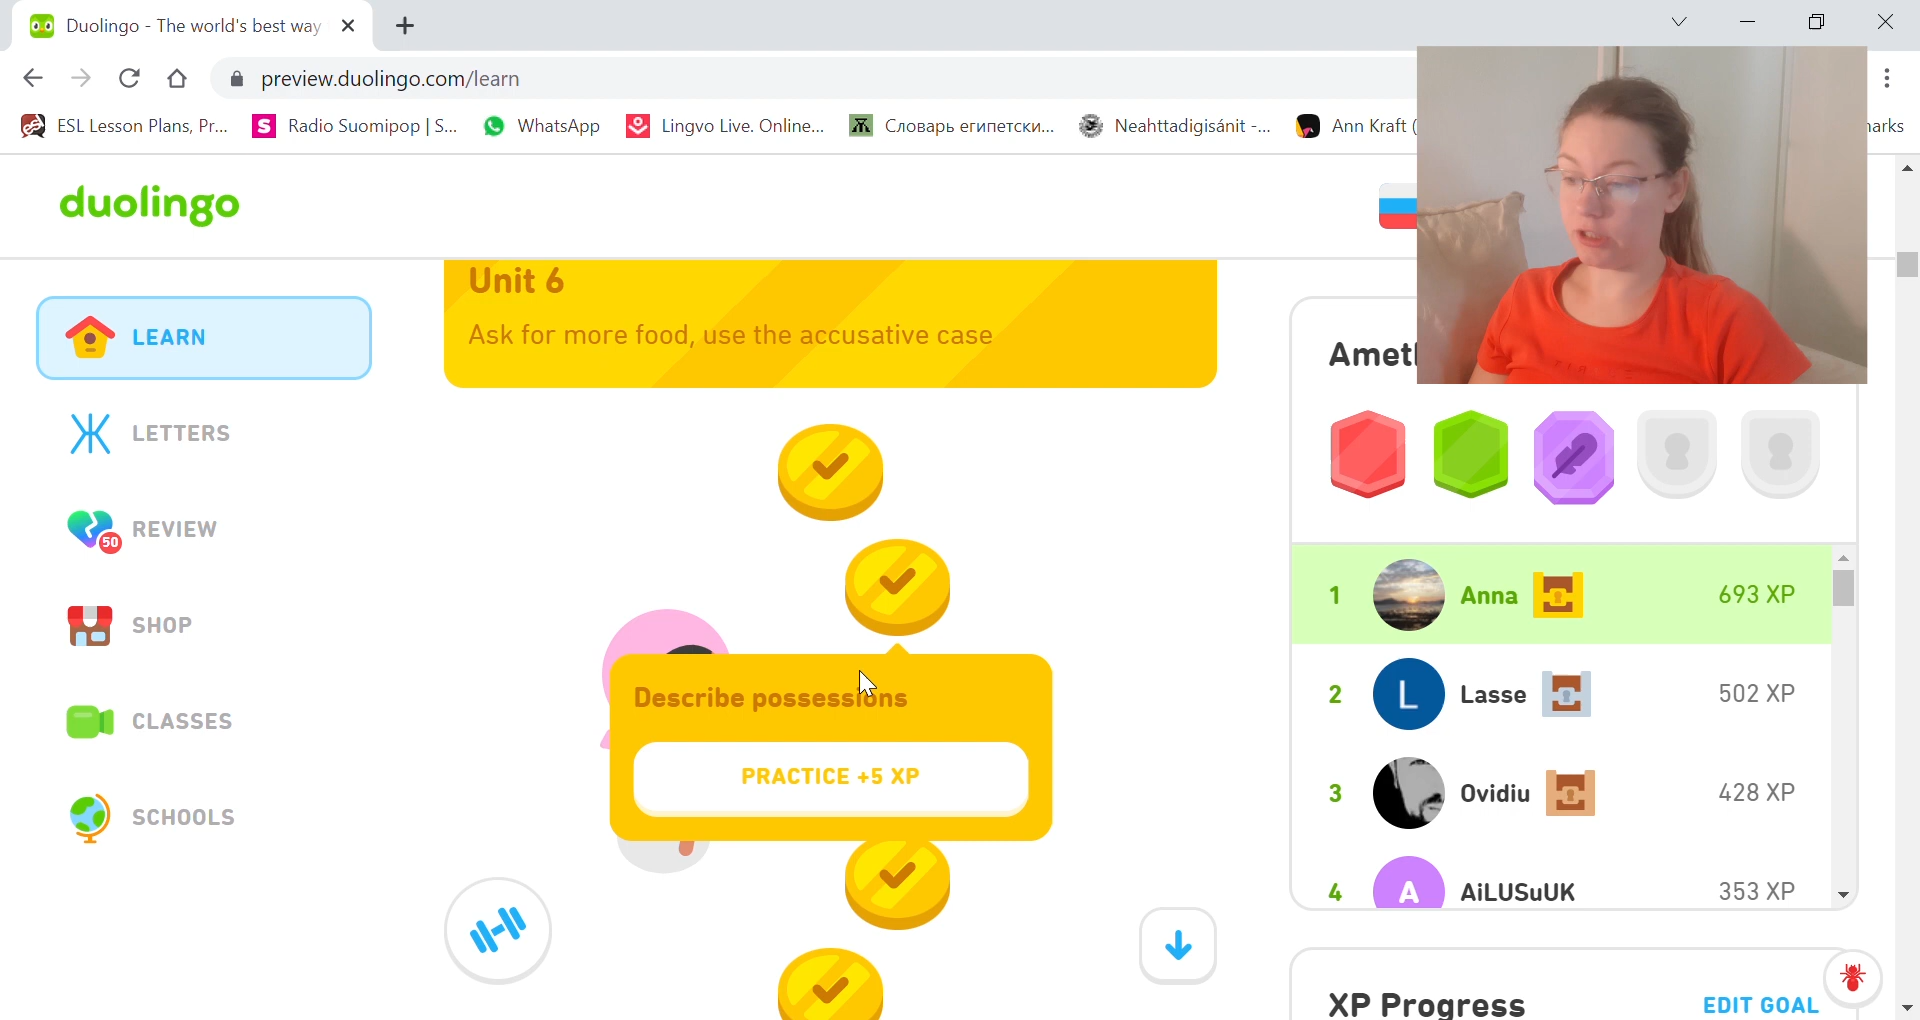 Duolingo - The world's best way
preview.duolingo.com/learn
ESL Lesson Plans, Pr...
S
Radio Suomipop | S...
WhatsApp
Lingvo Live. Online...
Словарь египетски...
Neahttadigisánit -...
Ann Kraft (
arks
duolingo
LEARN
Ж
LETTERS
50
REVIEW
SHOP
CLASSES
SCHOOLS
Unit 6
Ask for more food, use the accusative case
Describe possessions
PRACTICE +5 XP
1
Anna
693 XP
2
L
Lasse
502 XP
3
Ovidiu
428 XP
4
A
AiLUSuUK
353 XP
XP Progress
EDIT GOAL